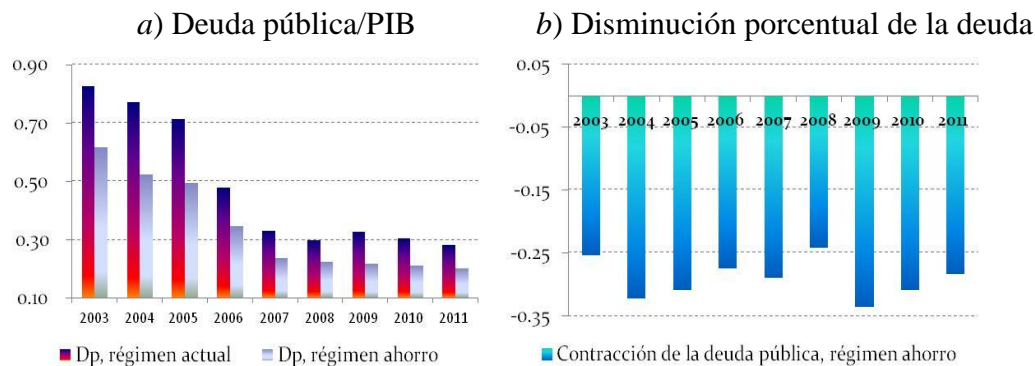 a) Deuda pública/PIB
0.90
0.70
0.50
0.30
0.10
2003 2004 2005 2006 2007 2008 2009 2010 2011
Dp, régimen actual Dp, régimen ahorro
b) Disminución porcentual de la deuda
0.05
-0.05
-0.15
-0.25
-0.35
2003 2004 2005 2006 2007 2008 2009 2010 2011
Contracción de la deuda pública, régimen ahorro